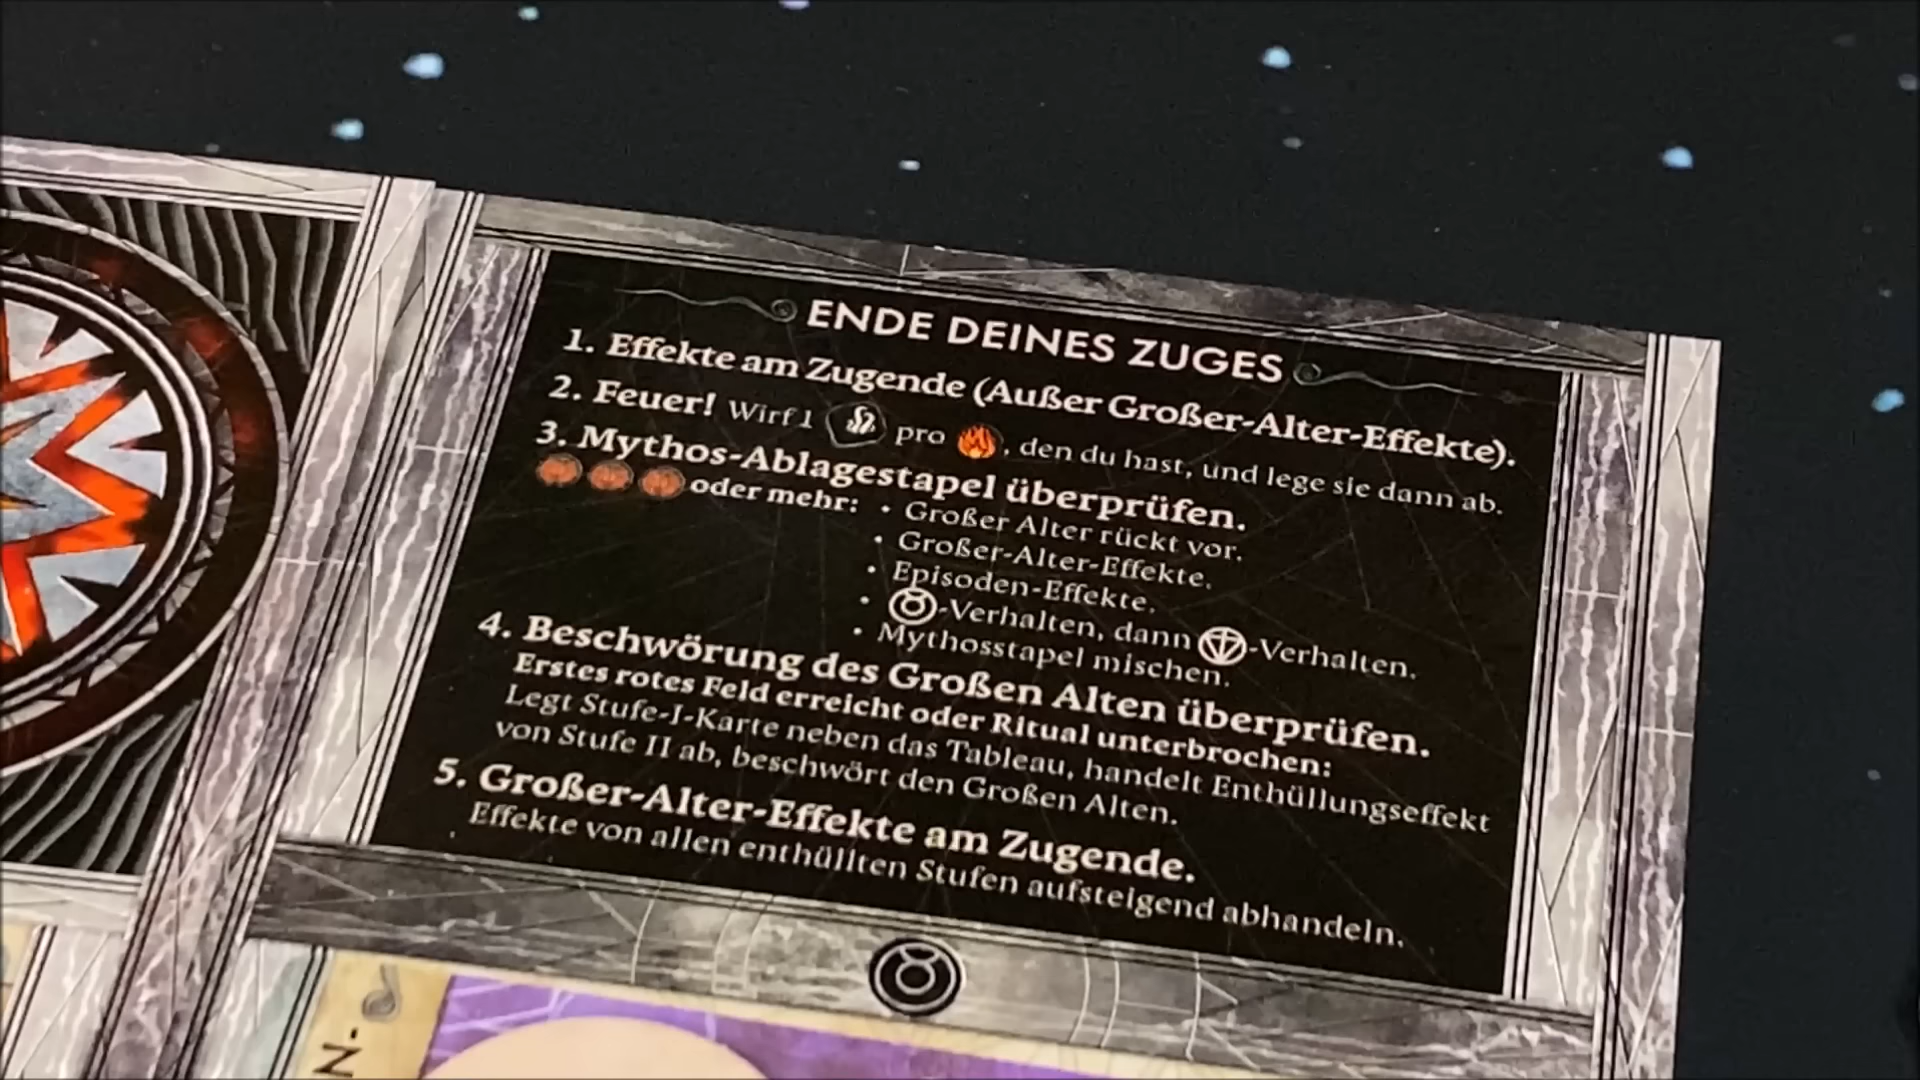 ENDE DEINES ZUGES
1. Effekte am Zugende (Außer Großer-Alter-Effekte).
2. Feuer! Wirf 1 pro , den du hast, und lege sie dann ab.
3. Mythos-Ablagestapel überprüfen.
oder mehr: • Großer Alter rückt vor.
• Großer-Alter-Effekte.
• Episoden-Effekte.
• -Verhalten, dann -Verhalten.
• Mythosstapel mischen.
4. Beschwörung des Großen Alten überprüfen.
Erstes rotes Feld erreicht oder Ritual unterbrochen:
Legt Stufe-I-Karte neben das Tableau, handelt Enthüllungseffekt
von Stufe II ab, beschwört den Großen Alten.
5. Großer-Alter-Effekte am Zugende.
Effekte von allen enthüllten Stufen aufsteigend abhandeln.
N-